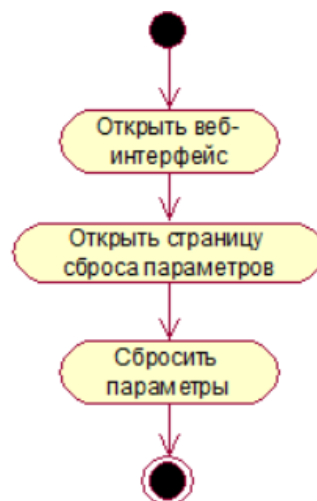 Открыть веб-
интерфейс
Открыть страницу
сброса параметров
Сбросить
параметры